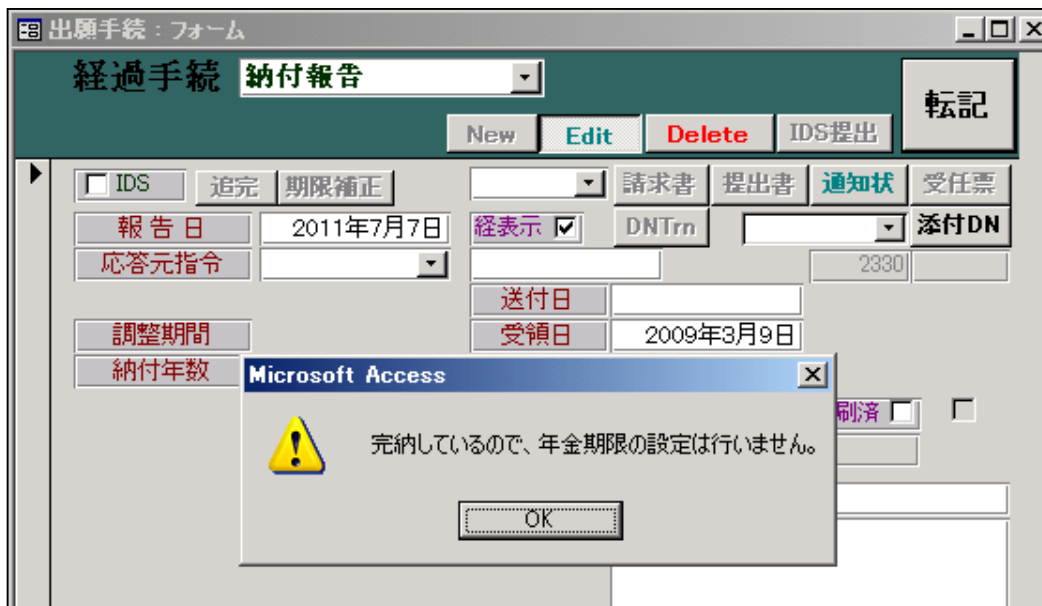 出願手続 : フォーム
経過手続 納付報告
転記
New Edit Delete IDS提出
IDS 追完 期限補正 請求書 提出書 通知状 受任票
報告日 2011年7月7日 経表示 DNTrn 添付DN
応答元指令 2330
送付日
調整期間 受領日 2009年3月9日
納付年数
Microsoft Access
刷済
完納しているので、年金期限の設定は行いません。
OK